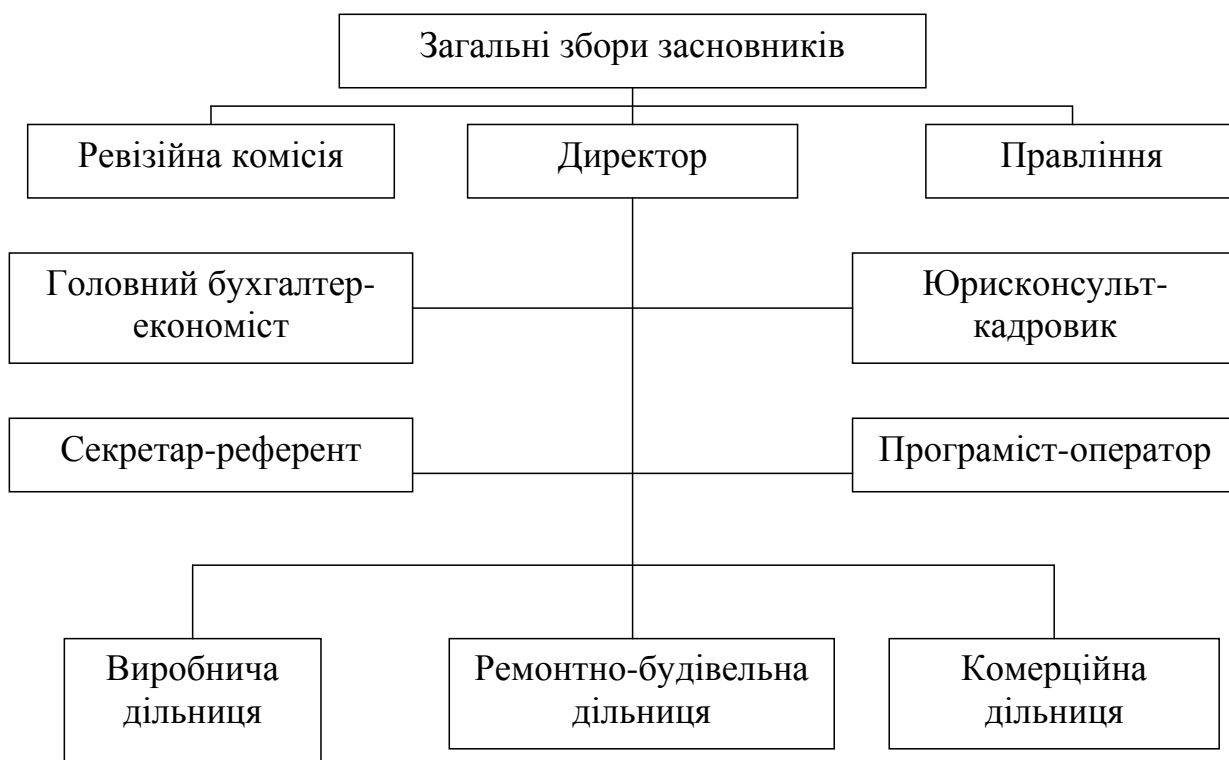 Загальні збори засновників
Ревізійна комісія
Директор
Правління
Головний бухгалтер-
економіст
Юрисконсульт-
кадровик
Секретар-референт
Програміст-оператор
Виробнича
дільниця
Ремонтно-будівельна
дільниця
Комерційна
дільниця